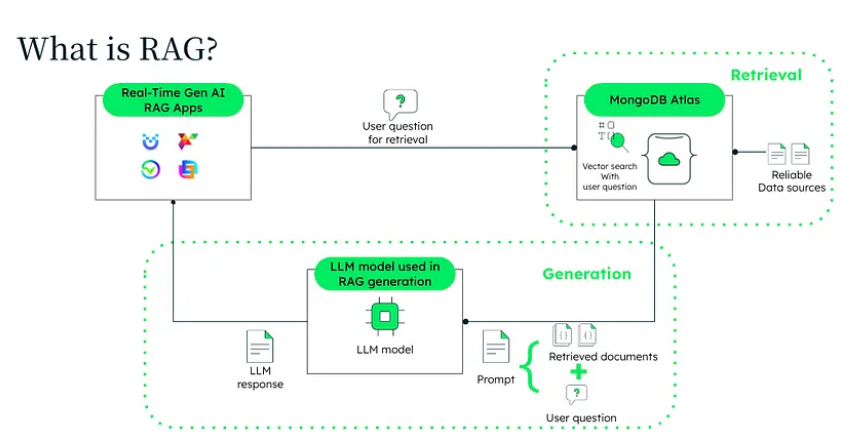 What is RAG?
Real-Time Gen AI
RAG Apps
User question
for retrieval
Retrieval
MongoDB Atlas
Vector search
With
user question
Reliable
Data sources
Generation
LLM model used in
RAG generation
LLM model
LLM
response
Prompt
Retrieved documents
+
User question